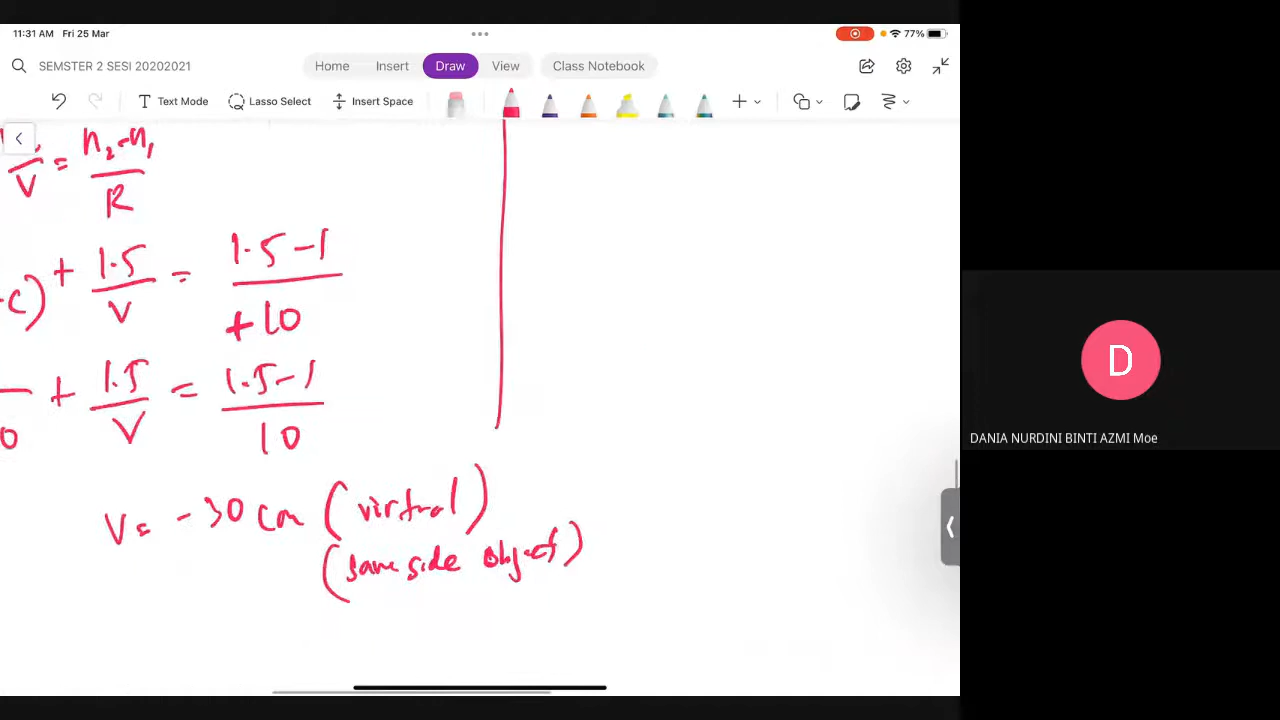 11:31 AM Fri 25 Mar
77%
SEMSTER 2 SESI 20202021
Home Insert Draw View Class Notebook
Text Mode Lasso Select Insert Space
/V = n₂-n₁/R
c) + 1.5/V = 1.5-1/+10
0 + 1.5/V = 1.5-1/10
V = -30 cm (virtual)
(same side object)
D
DANIA NURDINI BINTI AZMI Moe